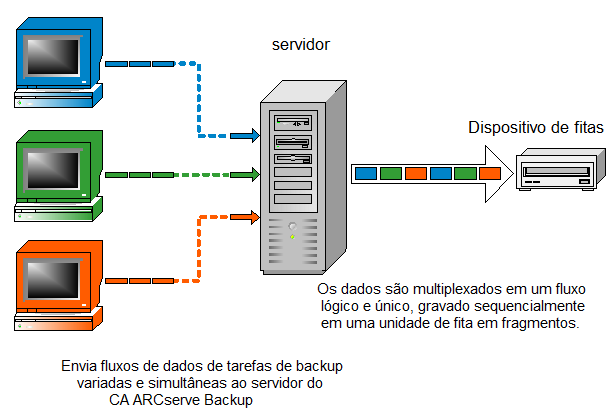 servidor
Dispositivo de fitas
Os dados são multiplexados em um fluxo
lógico e único, gravado sequencialmente
em uma unidade de fita em fragmentos.
Envia fluxos de dados de tarefas de backup
variadas e simultâneas ao servidor do
CA ARCserve Backup